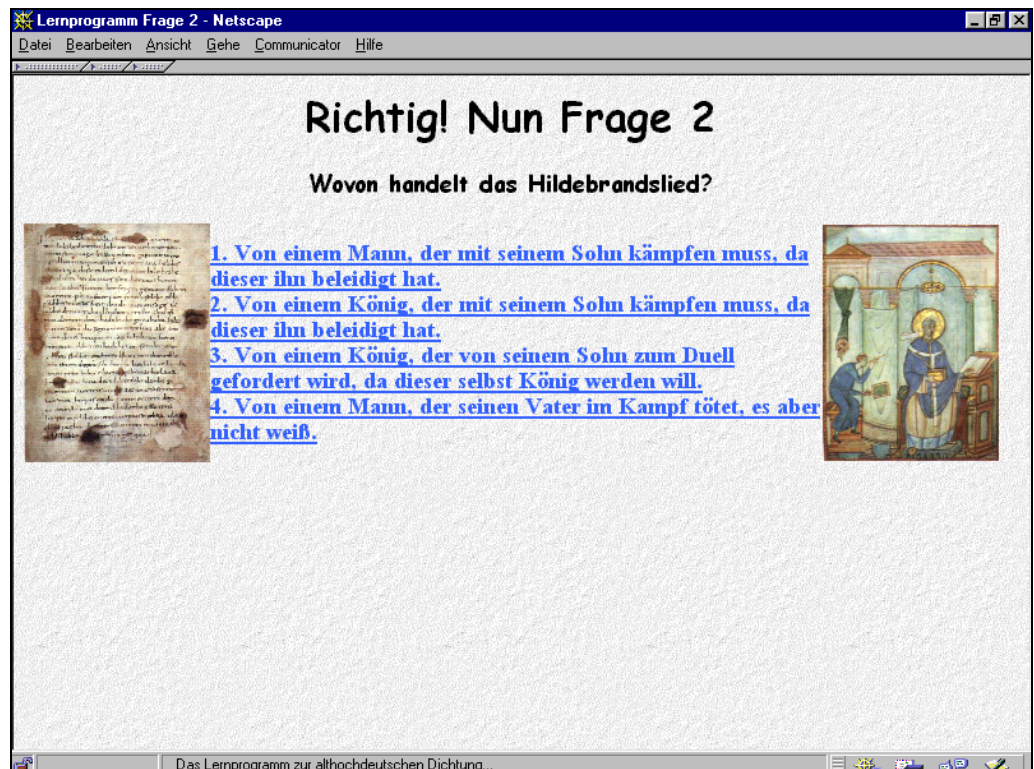 Lernprogramm Frage 2 - Netscape
Datei Bearbeiten Ansicht Gehe Communicator Hilfe
Richtig! Nun Frage 2
Wovon handelt das Hildebrandslied?
1. Von einem Mann, der mit seinem Sohn kämpfen muss, da
dieser ihn beleidigt hat.
2. Von einem König, der mit seinem Sohn kämpfen muss, da
dieser ihn beleidigt hat.
3. Von einem König, der von seinem Sohn zum Duell
gefordert wird, da dieser selbst König werden will.
4. Von einem Mann, der seinen Vater im Kampf tötet, es aber
nicht weiß.
Das Lernprogramm zur althochdeutschen Dichtung...